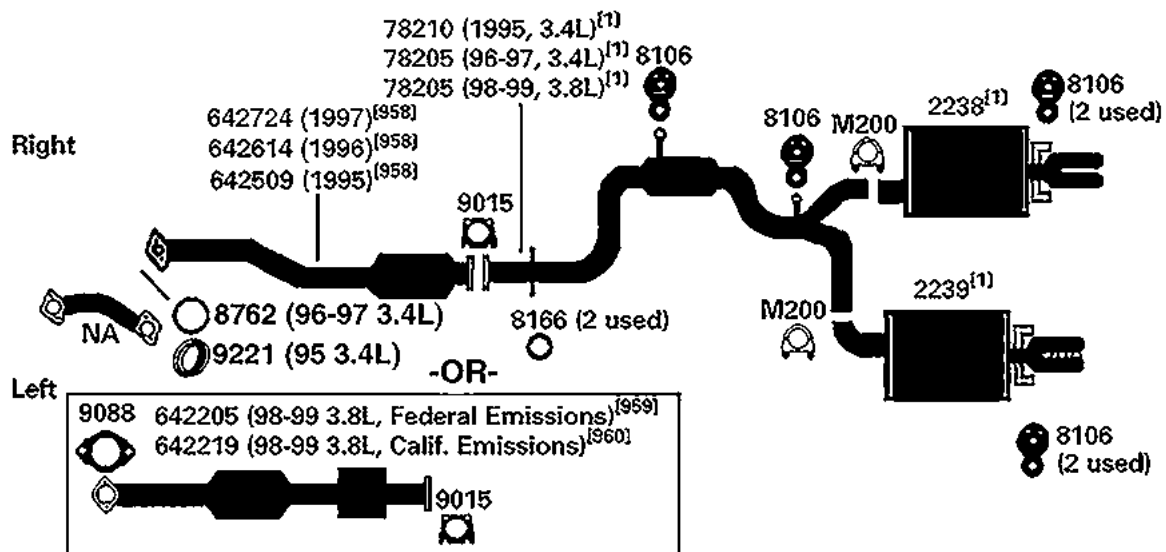 78210 (1995, 3.4L)[1]
78205 (96-97, 3.4L)[1]
78205 (98-99, 3.8L)[1]
8106
642724 (1997)[958]
642614 (1996)[958]
642509 (1995)[958]
Right
9015
8106
M200
2238[1]
8106
(2 used)
NA
8762 (96-97 3.4L)
9221 (95 3.4L)
8166 (2 used)
M200
2239[1]
-OR-
Left
9088
642205 (98-99 3.8L, Federal Emissions)[959]
642219 (98-99 3.8L, Calif. Emissions)[960]
9015
8106
(2 used)